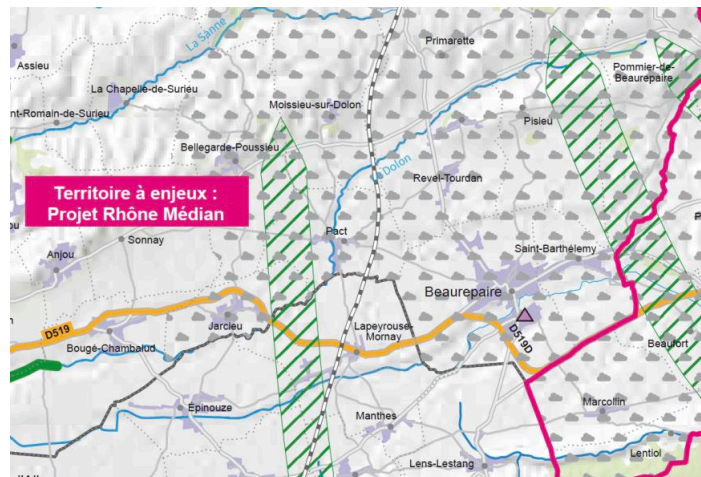 La Sanne
Assieu
Primarette
La Chapelle-de-Surieu
Pommier-de-
Beaurepaire
nt-Romain-de-Surieu
Moissieu-sur-Dolon
Pisieu
Bellegarde-Poussieu
Dolon
Revel-Tourdan
Territoire à enjeux :
Projet Rhône Médian
Pact
Sonnay
Saint-Barthélemy
Anjou
Beaurepaire
D519
Jarcieu
Lapeyrouse-
Mornay
D519D
Bougé-Chambalud
Beaufort
Épinouze
Manthes
Marcollin
Lens-Lestang
Lentiol